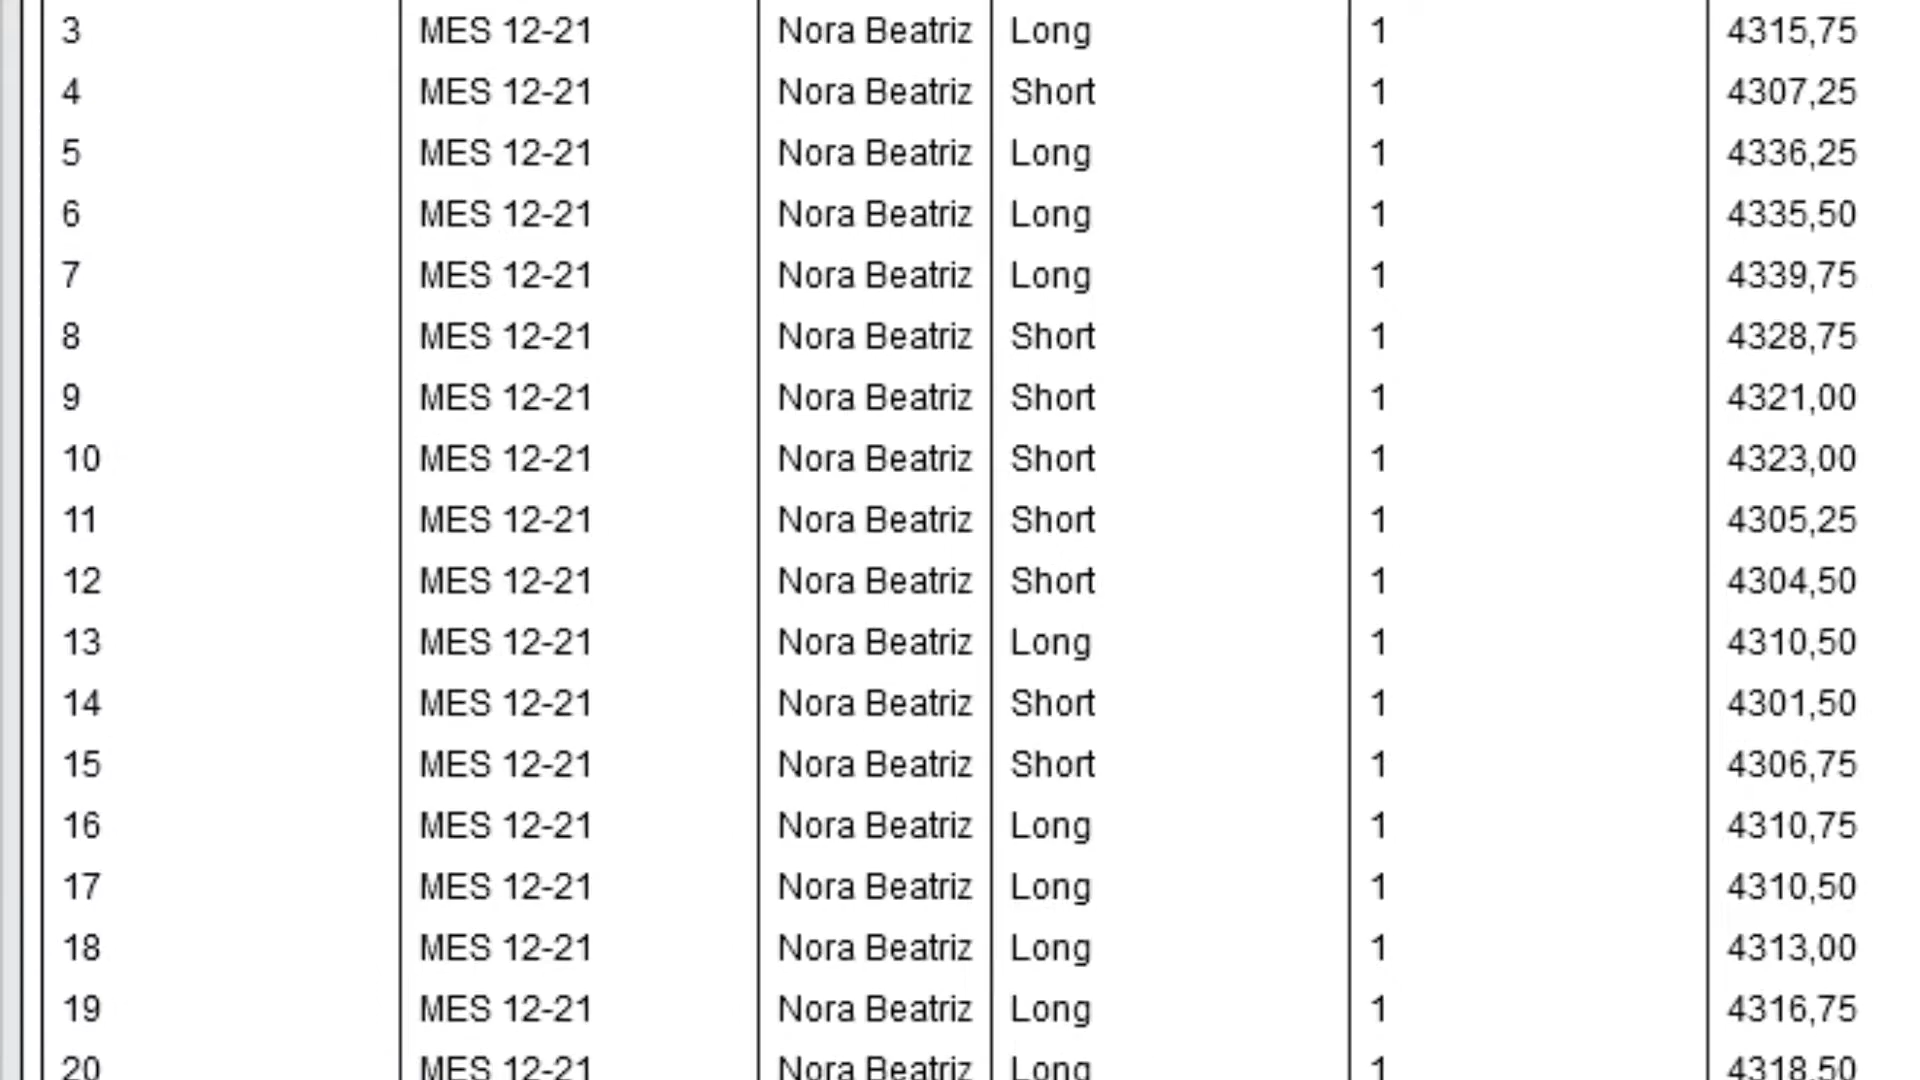 3 MES 12-21 Nora Beatriz Long 1 4315,75
4 MES 12-21 Nora Beatriz Short 1 4307,25
5 MES 12-21 Nora Beatriz Long 1 4336,25
6 MES 12-21 Nora Beatriz Long 1 4335,50
7 MES 12-21 Nora Beatriz Long 1 4339,75
8 MES 12-21 Nora Beatriz Short 1 4328,75
9 MES 12-21 Nora Beatriz Short 1 4321,00
10 MES 12-21 Nora Beatriz Short 1 4323,00
11 MES 12-21 Nora Beatriz Short 1 4305,25
12 MES 12-21 Nora Beatriz Short 1 4304,50
13 MES 12-21 Nora Beatriz Long 1 4310,50
14 MES 12-21 Nora Beatriz Short 1 4301,50
15 MES 12-21 Nora Beatriz Short 1 4306,75
16 MES 12-21 Nora Beatriz Long 1 4310,75
17 MES 12-21 Nora Beatriz Long 1 4310,50
18 MES 12-21 Nora Beatriz Long 1 4313,00
19 MES 12-21 Nora Beatriz Long 1 4316,75
20 MES 12-21 Nora Beatriz Long 1 4318,50